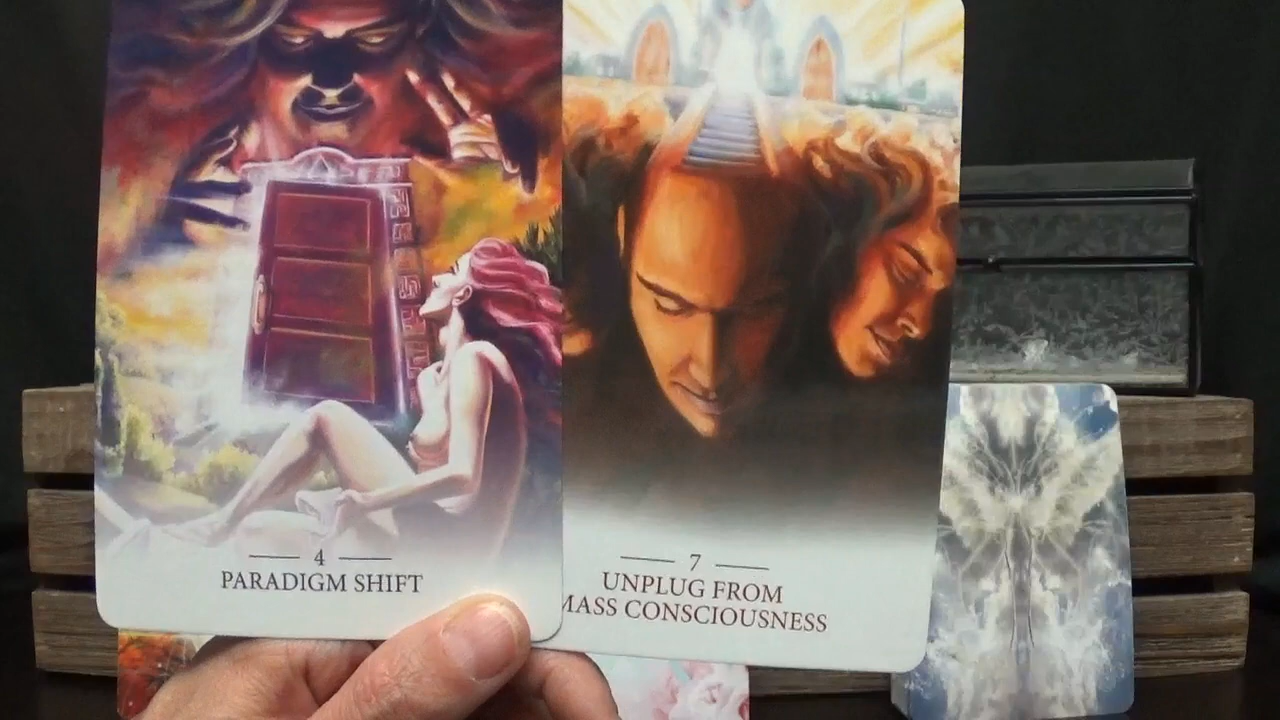 4
PARADIGM SHIFT
7
UNPLUG FROM
MASS CONSCIOUSNESS